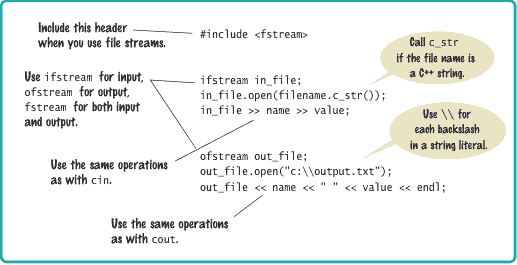 Include this header
when you use file streams.
#include <fstream>
Call c_str
if the file name is
a C++ string.
Use ifstream for input,
ofstream for output,
fstream for both input
and output.
ifstream in_file;
in_file.open(filename.c_str());
in_file >> name >> value;
Use \\ for
each backslash
in a string literal.
Use the same operations
as with cin.
ofstream out_file;
out_file.open("c:\\output.txt");
out_file << name << " " << value << endl;
Use the same operations
as with cout.